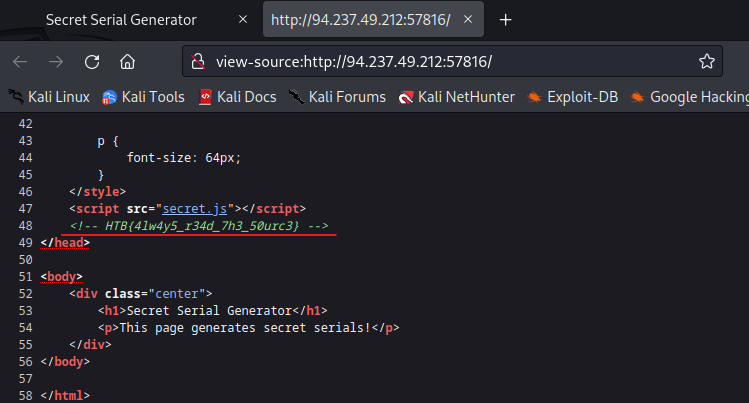 Secret Serial Generator × http://94.237.49.212:57816/ × +
view-source:http://94.237.49.212:57816/
Kali Linux Kali Tools Kali Docs Kali Forums Kali NetHunter Exploit-DB Google Hacking
42
43 p {
44 font-size: 64px;
45 }
46 </style>
47 <script src="secret.js"></script>
48 <!-- HTB{4lw4y5_r34d_7h3_50urc3} -->
49 </head>
50
51 <body>
52 <div class="center">
53 <h1>Secret Serial Generator</h1>
54 <p>This page generates secret serials!</p>
55 </div>
56 </body>
57
58 </html>